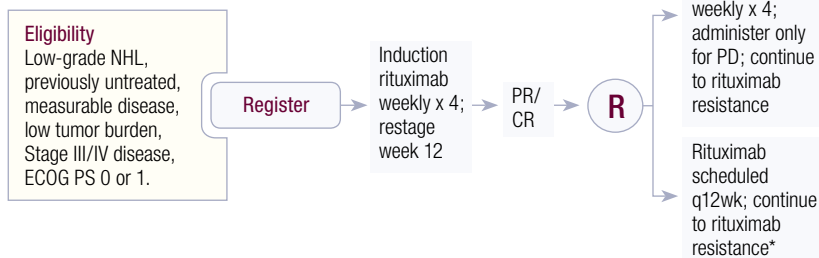 Eligibility
Low-grade NHL,
previously untreated,
measurable disease,
low tumor burden,
Stage III/IV disease,
ECOG PS 0 or 1.
Register
Induction
rituximab
weekly x 4;
restage
week 12
PR/
CR
R
weekly x 4;
administer only
for PD; continue
to rituximab
resistance
Rituximab
scheduled
q12wk; continue
to rituximab
resistance*